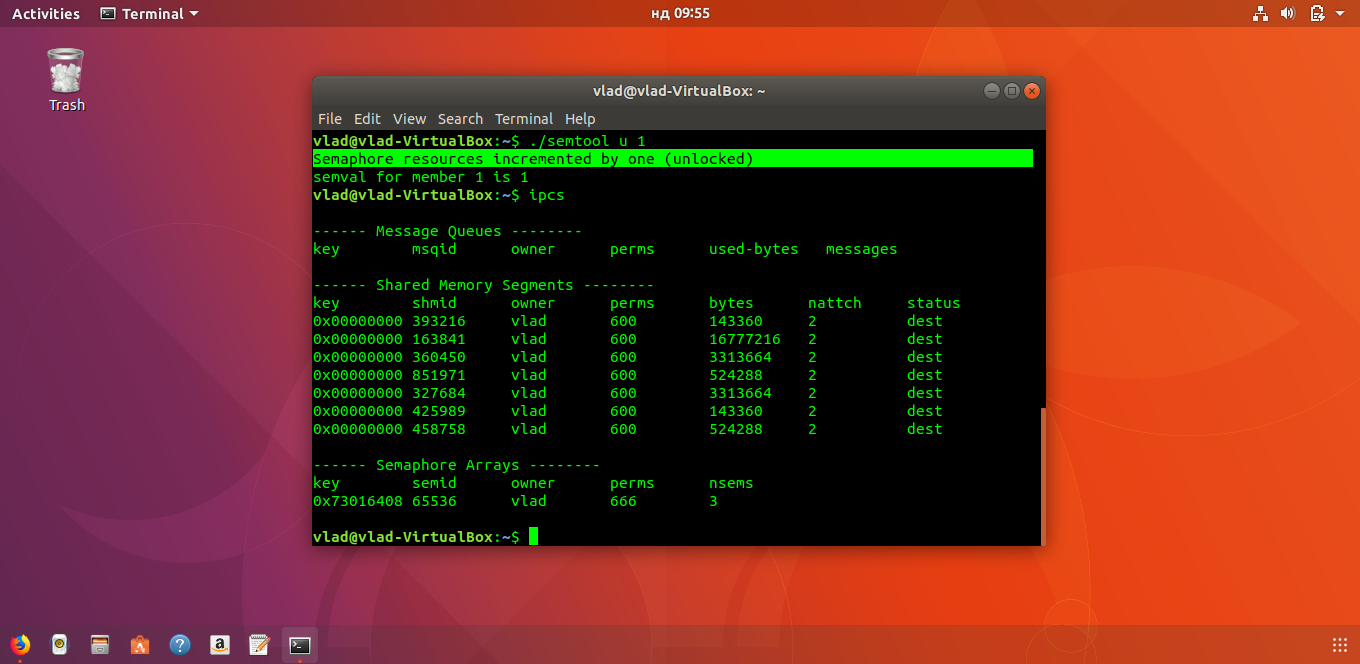 Activities Terminal нд 09:55
Trash
vlad@vlad-VirtualBox: ~
File Edit View Search Terminal Help
vlad@vlad-VirtualBox:~$ ./semtool u 1
Semaphore resources incremented by one (unlocked)
semval for member 1 is 1
vlad@vlad-VirtualBox:~$ ipcs
------ Message Queues --------
key        msqid      owner      perms      used-bytes   messages
------ Shared Memory Segments --------
key        shmid      owner      perms      bytes      nattch     status
0x00000000 393216     vlad       600        143360     2          dest
0x00000000 163841     vlad       600        16777216   2          dest
0x00000000 360450     vlad       600        3313664    2          dest
0x00000000 851971     vlad       600        524288     2          dest
0x00000000 327684     vlad       600        3313664    2          dest
0x00000000 425989     vlad       600        143360     2          dest
0x00000000 458758     vlad       600        524288     2          dest
------ Semaphore Arrays --------
key        semid      owner      perms      nsems
0x73016408 65536      vlad       666        3
vlad@vlad-VirtualBox:~$